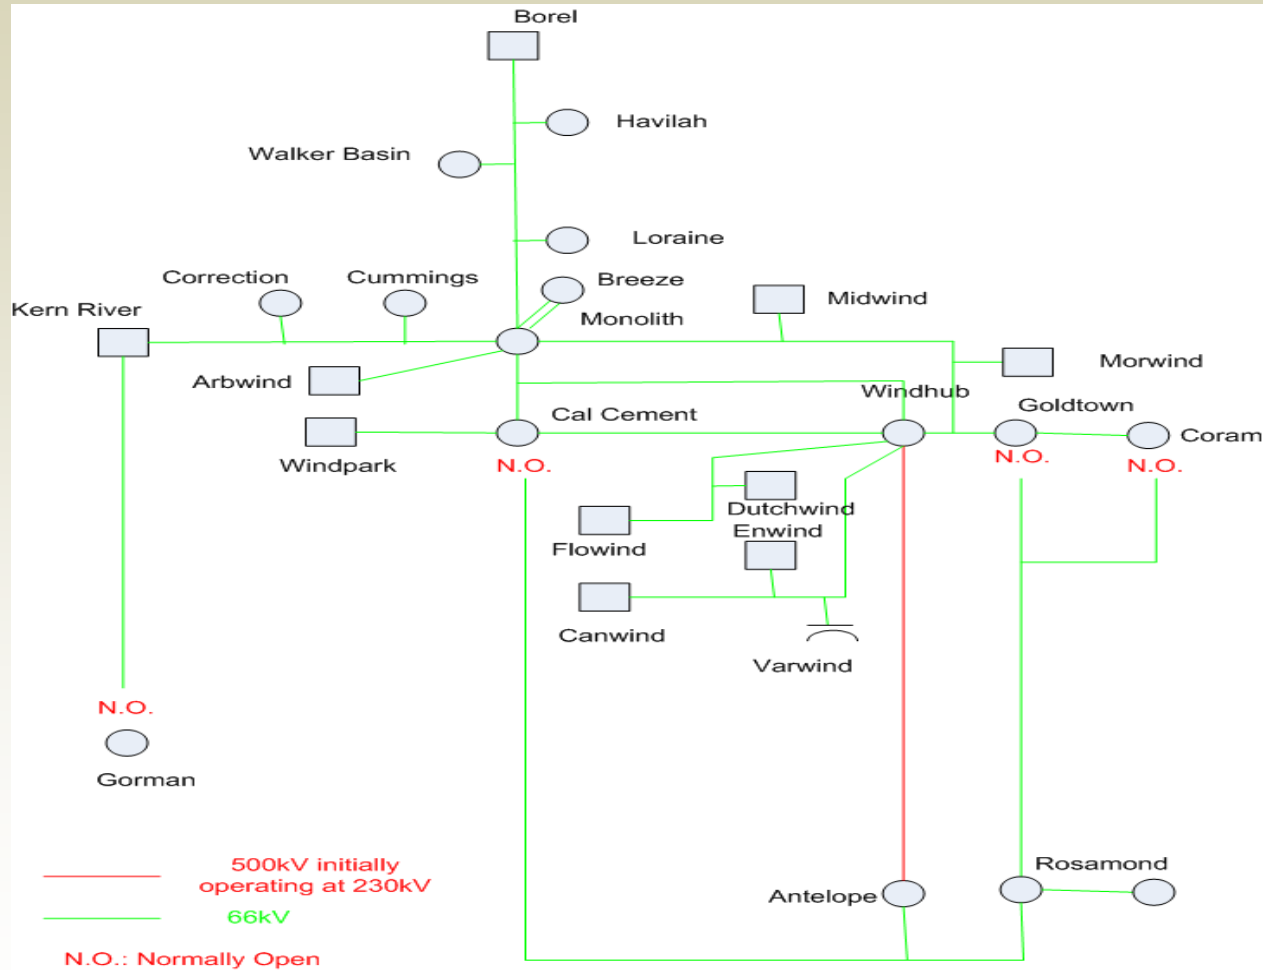 Borel
Havilah
Walker Basin
Loraine
Correction
Cummings
Breeze
Kern River
Monolith
Midwind
Arbwind
Windhub
Morwind
Cal Cement
Goldtown
Coram
Windpark
N.O.
N.O.
N.O.
Dutchwind
Enwind
Flowind
Canwind
Varwind
N.O.
Gorman
500kV initially
operating at 230kV
66kV
N.O.: Normally Open
Antelope
Rosamond